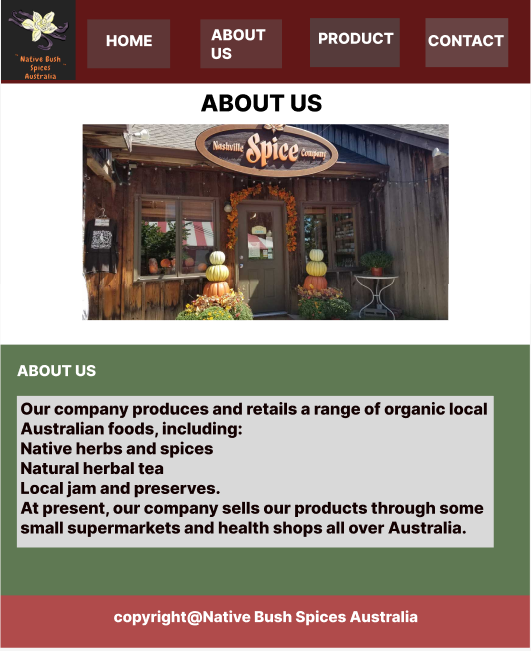 Native Bush
Spices
Australia
HOME
ABOUT
US
PRODUCT
CONTACT
ABOUT US
Nashville
Spice
Company
ABOUT US
Our company produces and retails a range of organic local
Australian foods, including:
Native herbs and spices
Natural herbal tea
Local jam and preserves.
At present, our company sells our products through some
small supermarkets and health shops all over Australia.
copyright@Native Bush Spices Australia